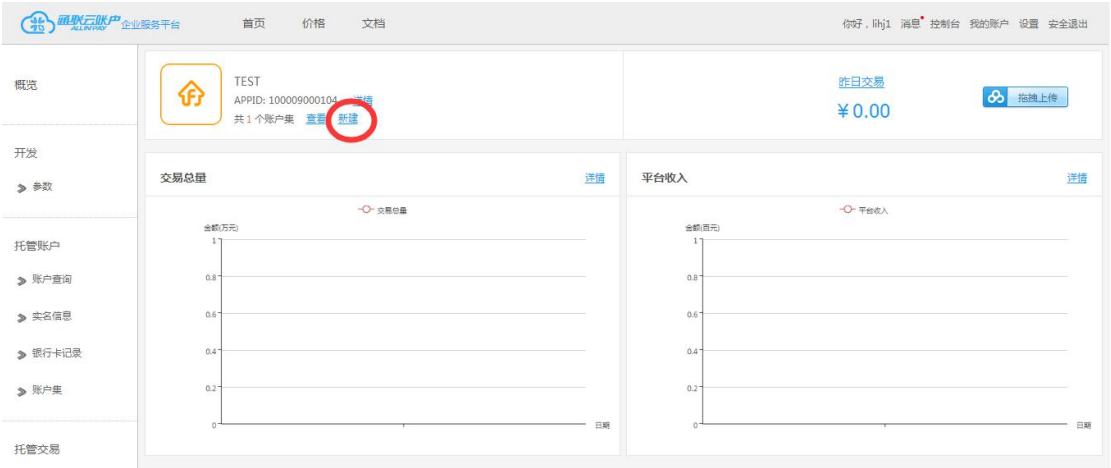 通联云账户 企业服务平台 首页 价格 文档 你好，lihj1 消息 控制台 我的账户 设置 安全退出
ALLINPAY
概览
TEST
APPID: 100009000104 详情
共 1 个账户集 查看 新建
昨日交易
¥ 0.00
拖拽上传
开发
参数
托管账户
账户查询
实名信息
银行卡记录
账户集
托管交易
交易总量 详情
交易总量
金额(万元)
1
0.8
0.6
0.4
0.2
0
日期
平台收入 详情
平台收入
金额(百元)
1
0.8
0.6
0.4
0.2
0
日期